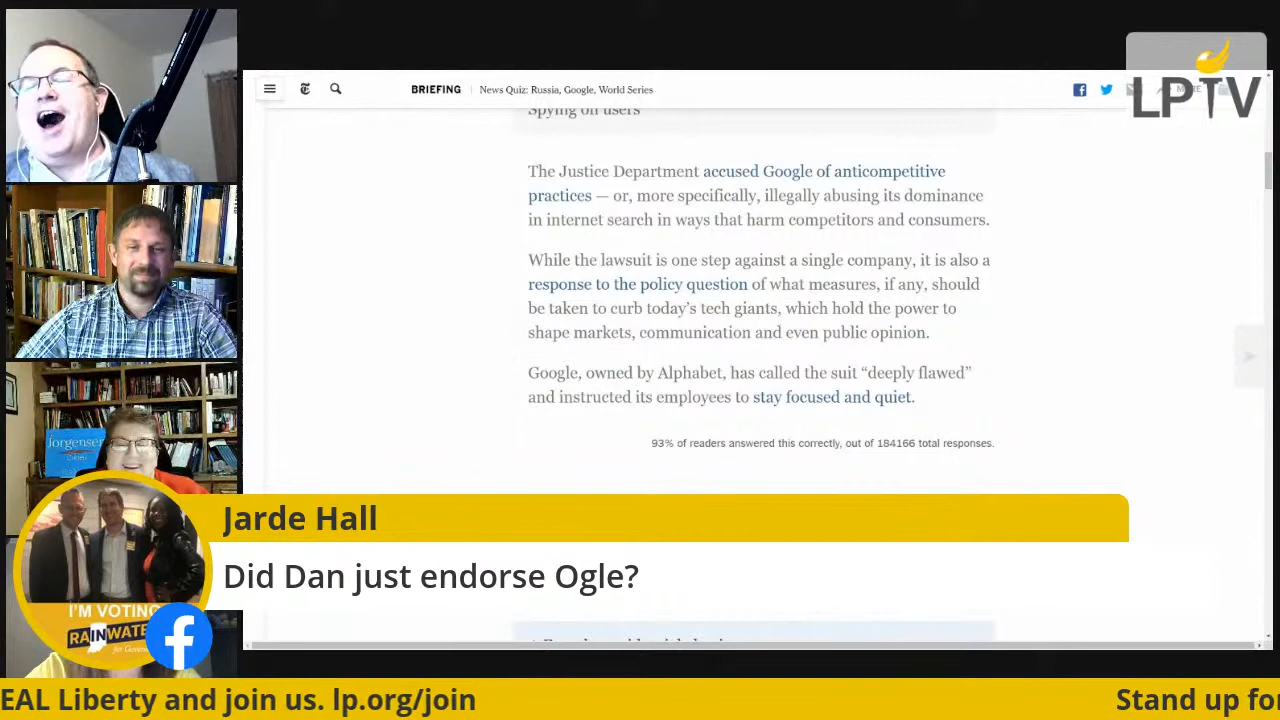 LPTV
BRIEFING
News Quiz: Russia, Google, World Series
MORE
Spying on users
The Justice Department accused Google of anticompetitive
practices — or, more specifically, illegally abusing its dominance
in internet search in ways that harm competitors and consumers.
While the lawsuit is one step against a single company, it is also a
response to the policy question of what measures, if any, should
be taken to curb today’s tech giants, which hold the power to
shape markets, communication and even public opinion.
Google, owned by Alphabet, has called the suit “deeply flawed”
and instructed its employees to stay focused and quiet.
93% of readers answered this correctly, out of 184166 total responses.
Jorgensen
Jarde Hall
Did Dan just endorse Ogle?
I'M VOTING
RAINWATE
for Governor
EAL Liberty and join us. lp.org/join
Stand up for